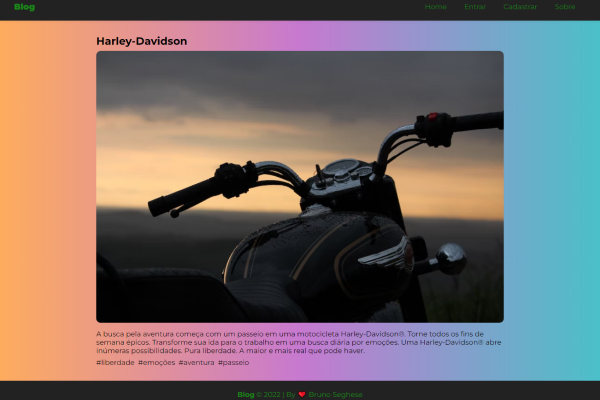 Blog
Home Entrar Cadastrar Sobre
Harley-Davidson
A busca pela aventura começa com um passeio em uma motocicleta Harley-Davidson®. Torne todos os fins de
semana épicos. Transforme sua ida para o trabalho em uma busca diária por emoções. Uma Harley-Davidson® abre
inúmeras possibilidades. Pura liberdade. A maior e mais real que pode haver.
#liberdade #emoções #aventura #passeio
Blog © 2022 | By ❤️ Bruno Seghese